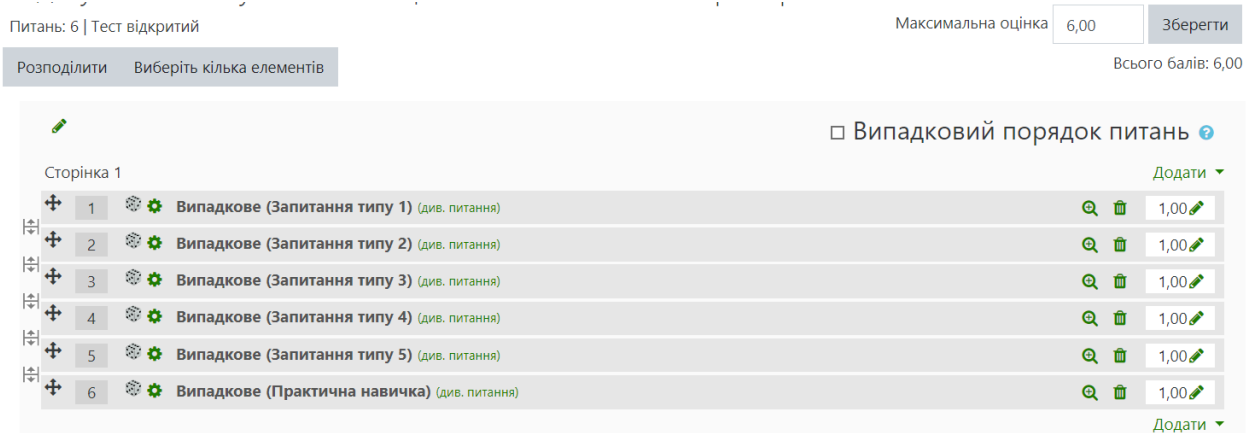 Питань: 6 | Тест відкритий
Максимальна оцінка 6,00 Зберегти
Розподілити Виберіть кілька елементів
Всього балів: 6,00
Випадковий порядок питань
Сторінка 1
Додати
1 Випадкове (Запитання типу 1) (див. питання) 1,00
2 Випадкове (Запитання типу 2) (див. питання) 1,00
3 Випадкове (Запитання типу 3) (див. питання) 1,00
4 Випадкове (Запитання типу 4) (див. питання) 1,00
5 Випадкове (Запитання типу 5) (див. питання) 1,00
6 Випадкове (Практична навичка) (див. питання) 1,00
Додати